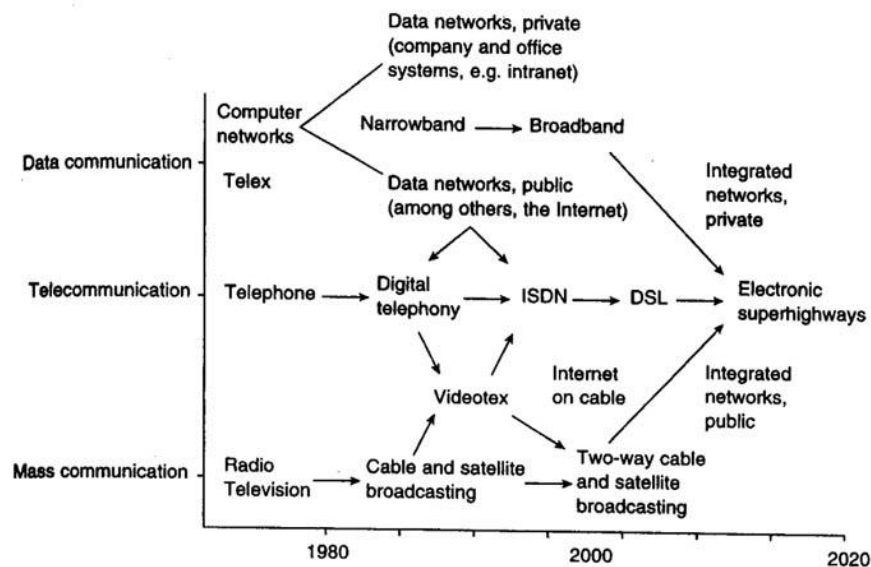 Data networks, private
(company and office
systems, e.g. intranet)
Computer
networks
Narrowband
Broadband
Data communication
Integrated
networks,
private
Telex
Data networks, public
(among others, the Internet)
Telecommunication
Telephone
Digital
telephony
ISDN
DSL
Electronic
superhighways
Videotex
Internet
on cable
Integrated
networks,
public
Mass communication
Radio
Television
Cable and satellite
broadcasting
Two-way cable
and satellite
broadcasting
1980
2000
2020